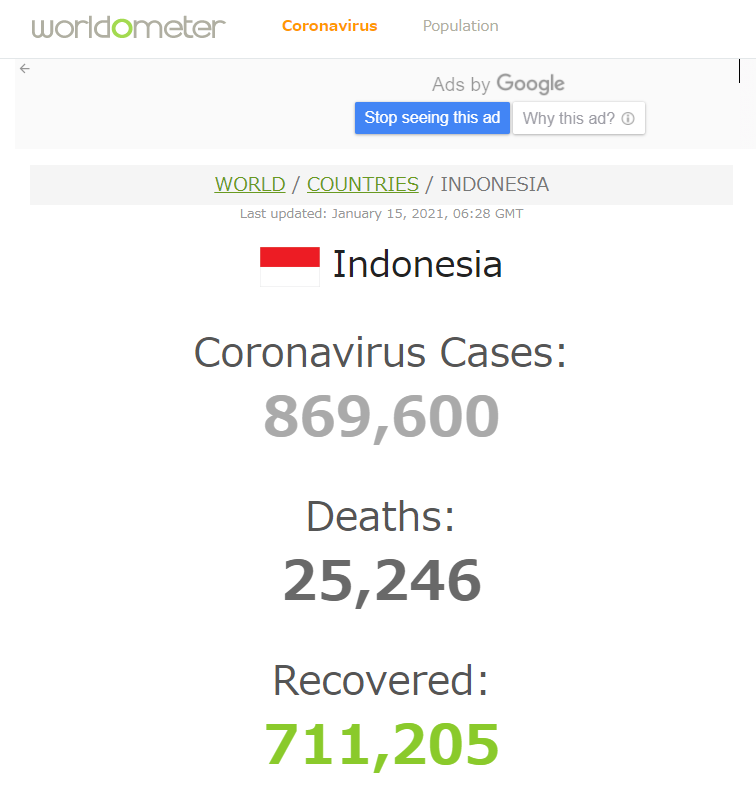 worldometer Coronavirus Population
Ads by Google
Stop seeing this ad Why this ad?
WORLD / COUNTRIES / INDONESIA
Last updated: January 15, 2021, 06:28 GMT
Indonesia
Coronavirus Cases:
869,600
Deaths:
25,246
Recovered:
711,205